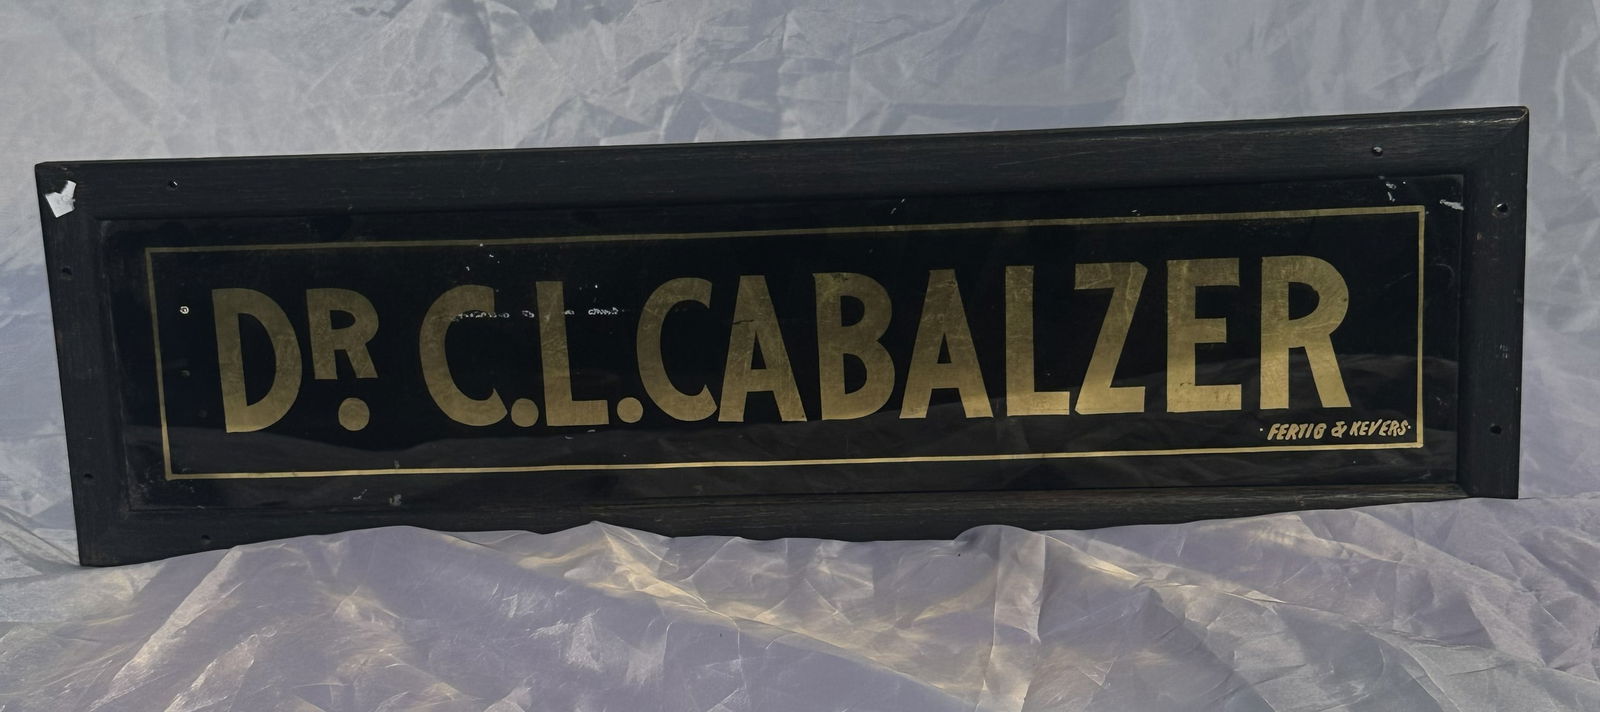 DR. C.L.CABALZER
· FERTIG & KEVERS·